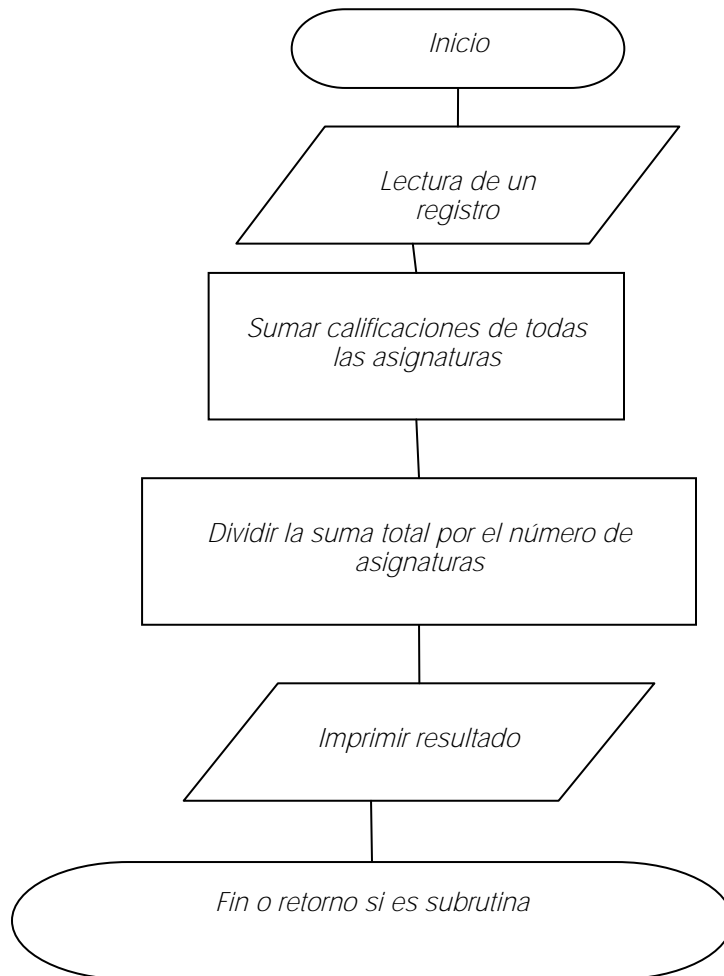 Inicio
Lectura de un
registro
Sumar calificaciones de todas
las asignaturas
Dividir la suma total por el número de
asignaturas
Imprimir resultado
Fin o retorno si es subrutina